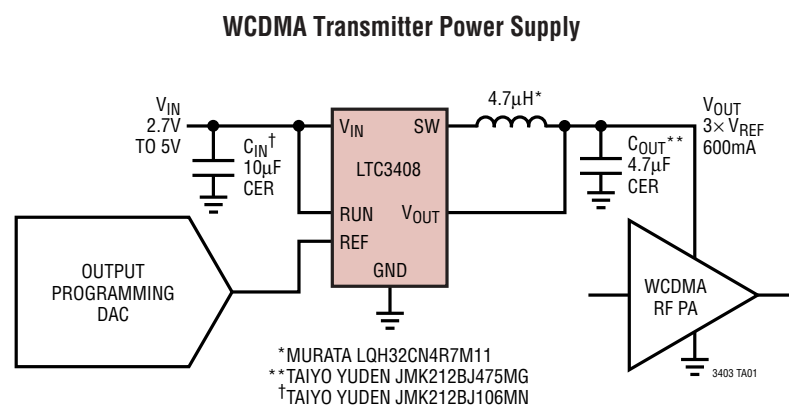 WCDMA Transmitter Power Supply
VIN
2.7V
TO 5V
CIN†
10µF
CER
VIN
SW
LTC3408
RUN
VOUT
REF
GND
4.7µH*
COUT**
4.7µF
CER
VOUT
3× VREF
600mA
OUTPUT
PROGRAMMING
DAC
WCDMA
RF PA
*MURATA LQH32CN4R7M11
**TAIYO YUDEN JMK212BJ475MG
†TAIYO YUDEN JMK212BJ106MN
3403 TA01